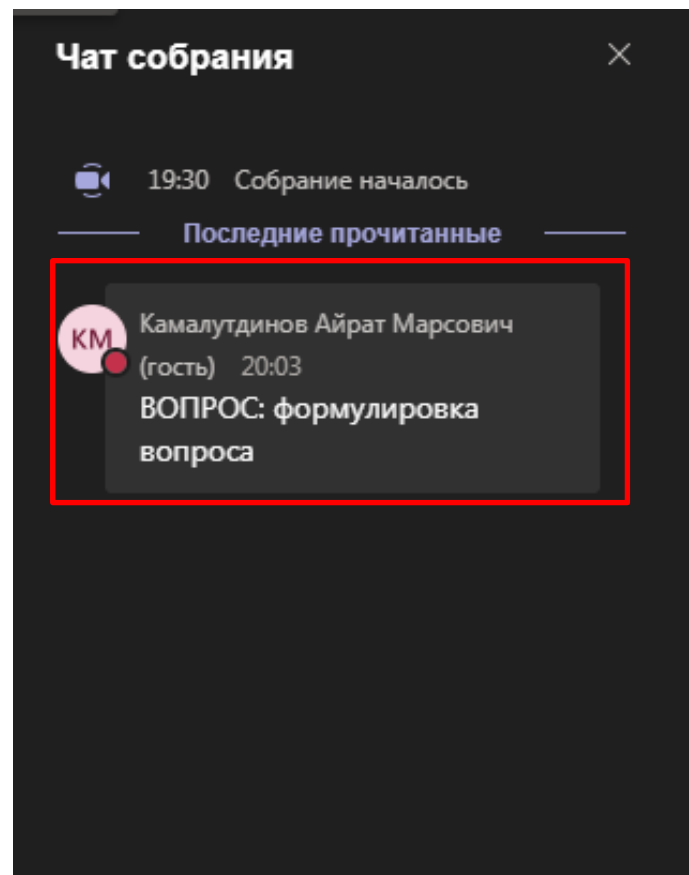 Чат собрания
19:30 Собрание началось
Последние прочитанные
КМ
Камалутдинов Айрат Марсович
(гость) 20:03
ВОПРОС: формулировка
вопроса